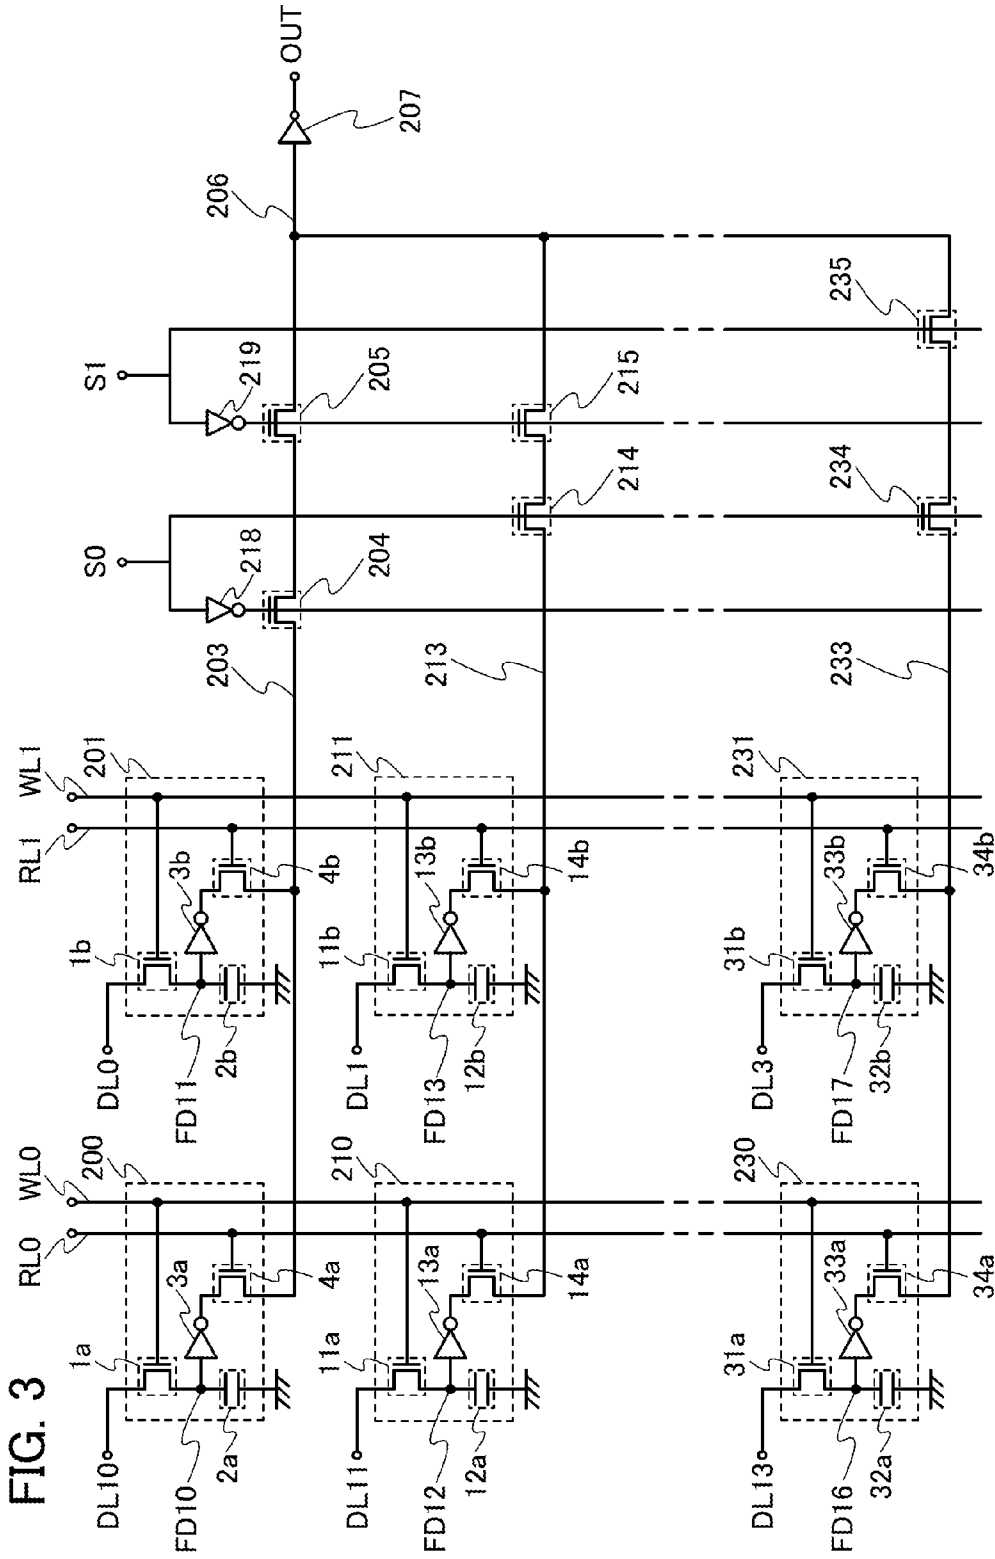 FIG. 3
DL10
1a
RL0
WL0
200
FD10
2a
3a
4a
DL0
1b
RL1
WL1
201
FD11
2b
3b
4b
203
S0
218
204
S1
219
205
206
OUT
207
DL11
11a
210
FD12
12a
13a
14a
DL1
11b
211
FD13
12b
13b
14b
213
214
215
DL13
31a
230
FD16
32a
33a
34a
DL3
31b
231
FD17
32b
33b
34b
233
234
235